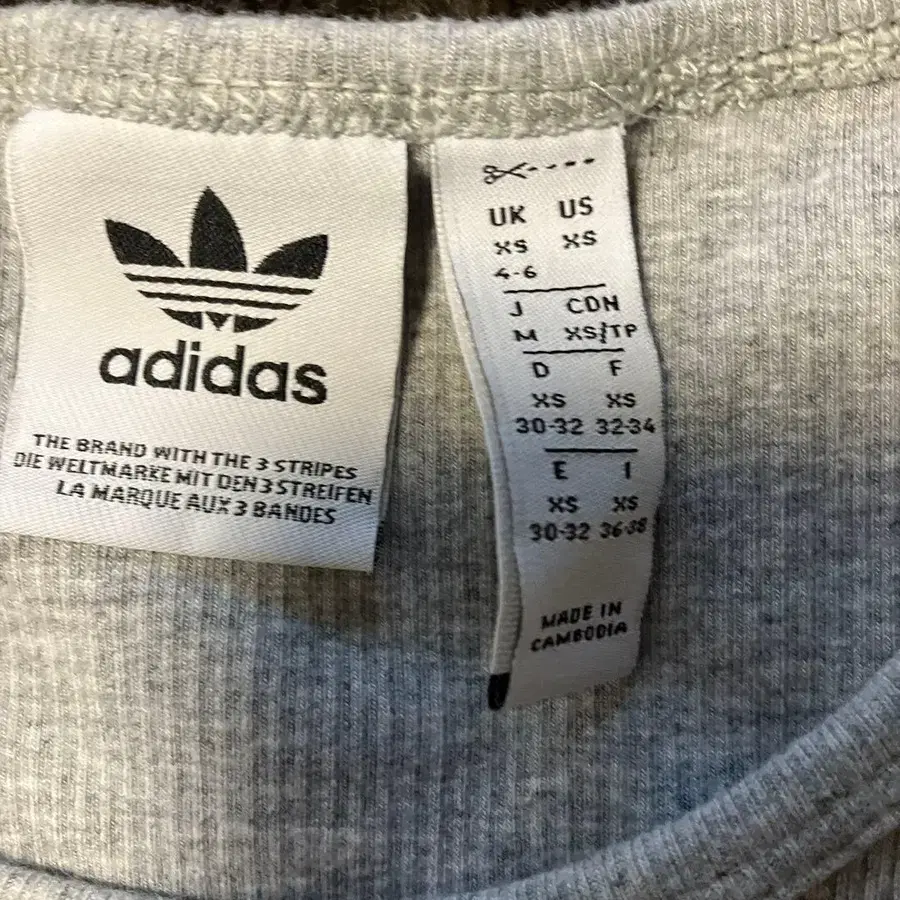 adidas
THE BRAND WITH THE 3 STRIPES
DIE WELTMARKE MIT DEN 3 STREIFEN
LA MARQUE AUX 3 BANDES
UK US
XS XS
4-6
J CDN
M XS/TP
D F
XS XS
30-32 32-34
E I
XS XS
30-32 36-38
MADE IN
CAMBODIA